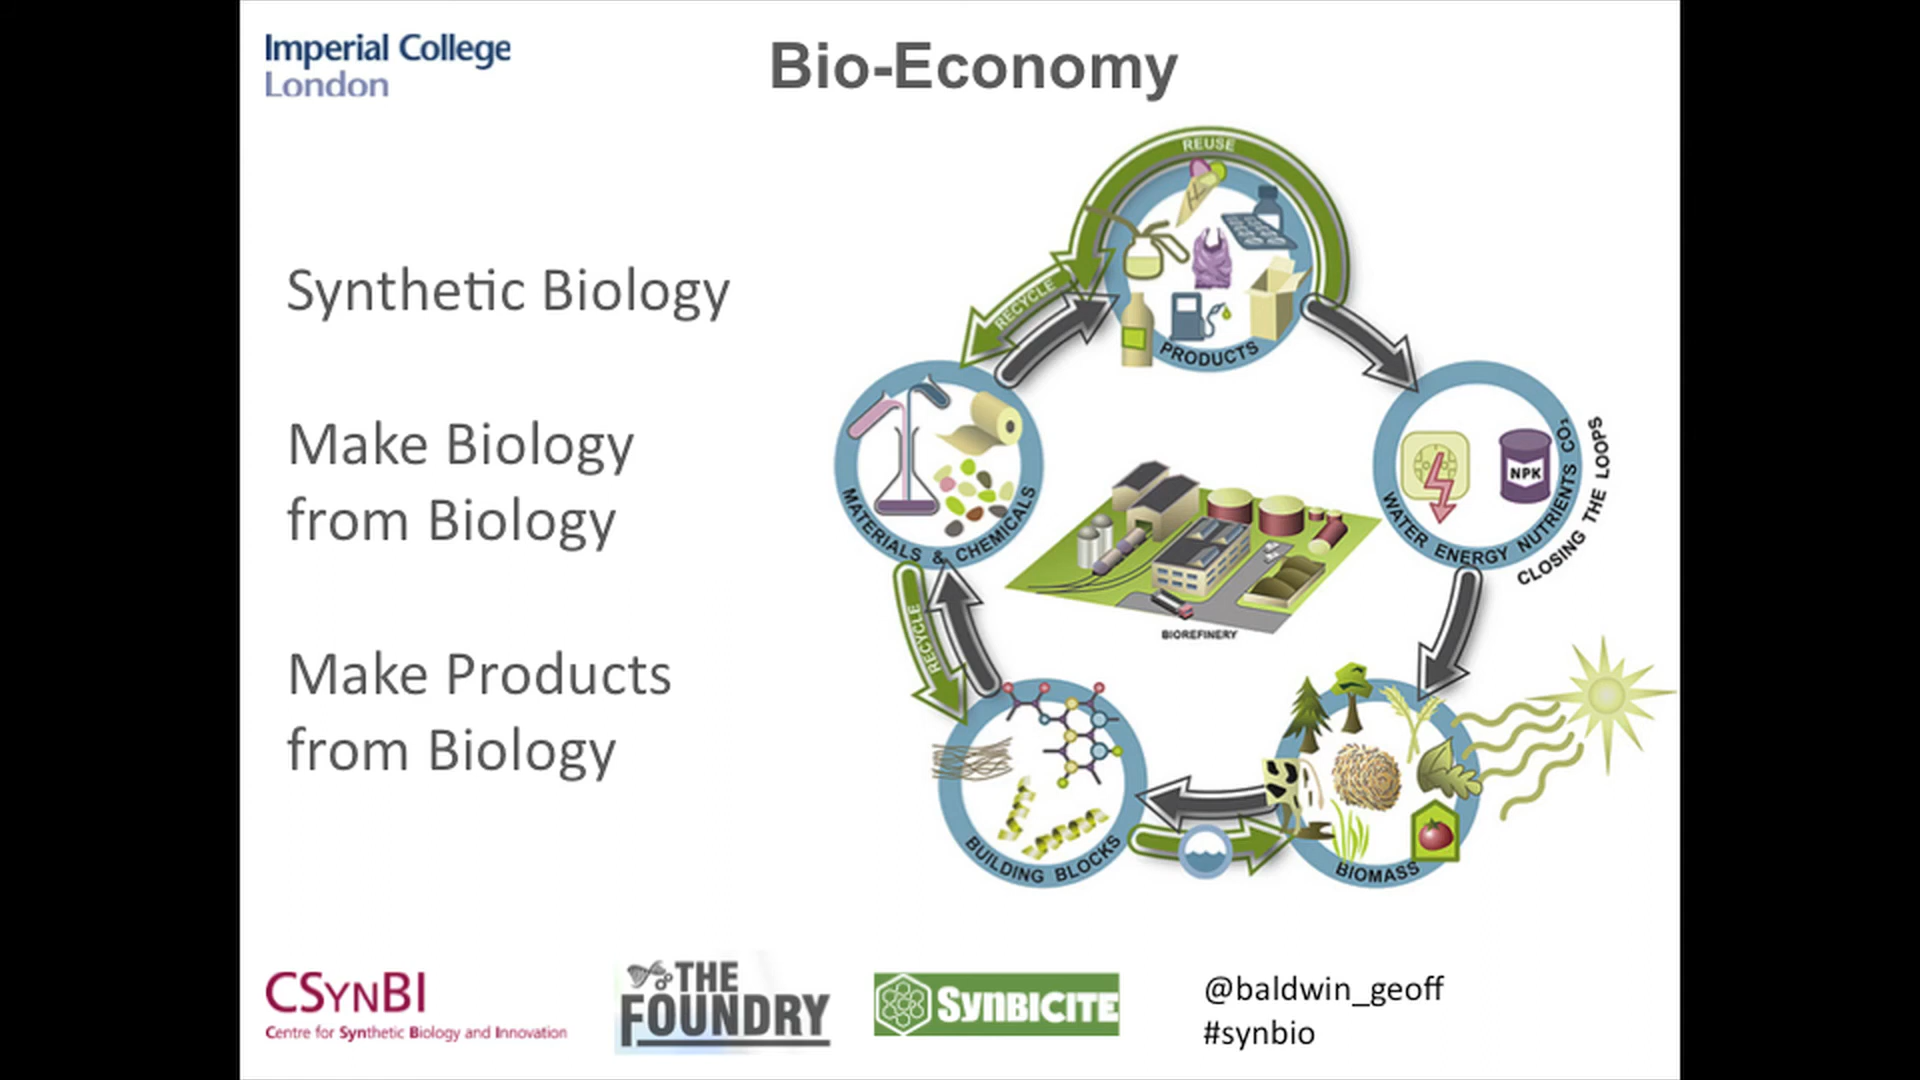 Imperial College
London
Bio-Economy
Synthetic Biology
Make Biology
from Biology
Make Products
from Biology
REUSE
RECYCLE
PRODUCTS
MATERIALS & CHEMICALS
NPK
WATER ENERGY NUTRIENTS CO₂
CLOSING THE LOOPS
BIOREFINERY
RECYCLE
BUILDING BLOCKS
BIOMASS
CSYNBI
Centre for Synthetic Biology and Innovation
THE
FOUNDRY
SYNBICITE
@baldwin_geoff
#synbio